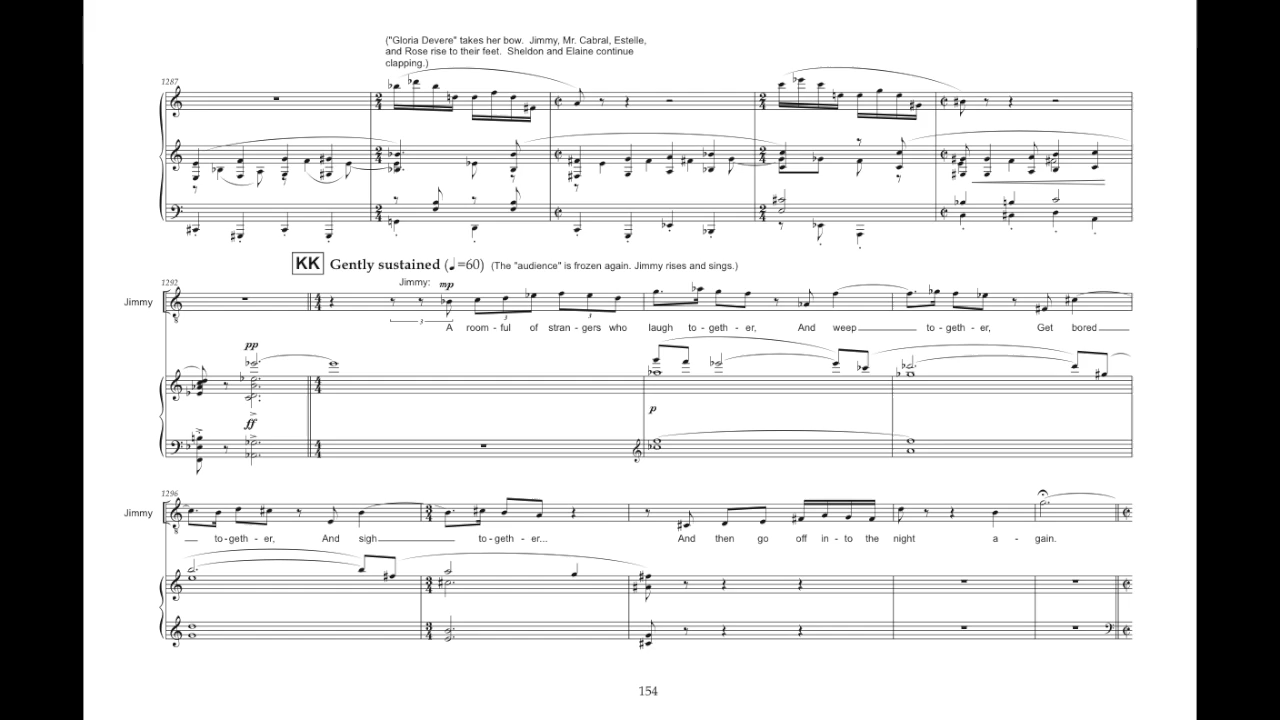 ("Gloria Devere" takes her bow. Jimmy, Mr. Cabral, Estelle,
and Rose rise to their feet. Sheldon and Elaine continue
clapping.)
1287
KK Gently sustained (♩=60) (The "audience" is frozen again. Jimmy rises and sings.)
1292
Jimmy: mp
Jimmy
3 3 3
A room - ful of stran - gers who laugh to - geth - er, And weep to - geth - er, Get bored
pp
ff
p
1296
Jimmy
to - geth - er, And sigh to - geth - er... And then go off in - to the night a - gain.
154